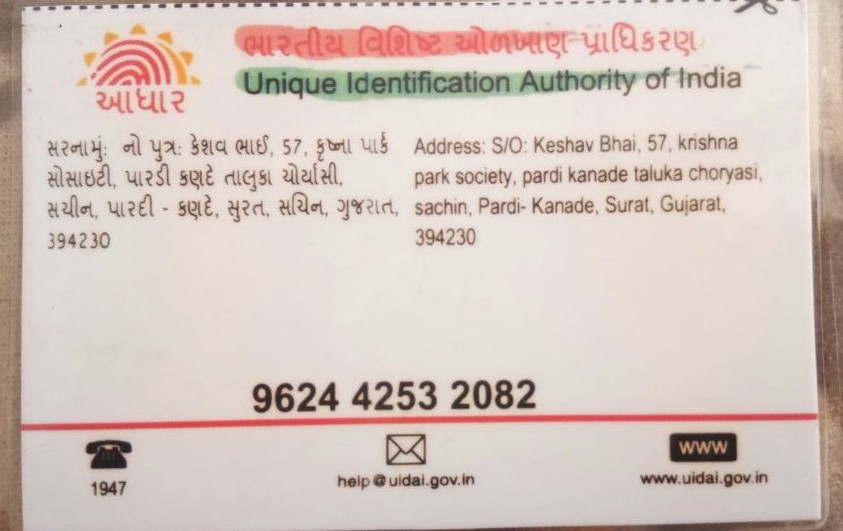 ભારતીય વિશિષ્ટ ઓળખાણ પ્રાધિકરણ
Unique Identification Authority of India
આધાર
સરનામું: નો પુત્ર: કેશવ ભાઈ, 57, કૃષ્ના પાર્ક
સોસાઇટી, પારડી કણદે તાલુકા ચોર્યાસી,
સચીન, પારદી - કણદે, સુરત, સચિન, ગુજરાત,
394230
Address: S/O: Keshav Bhai, 57, krishna
park society, pardi kanade taluka choryasi,
sachin, Pardi- Kanade, Surat, Gujarat,
394230
9624 4253 2082
1947
help@uidai.gov.in
www
www.uidai.gov.in